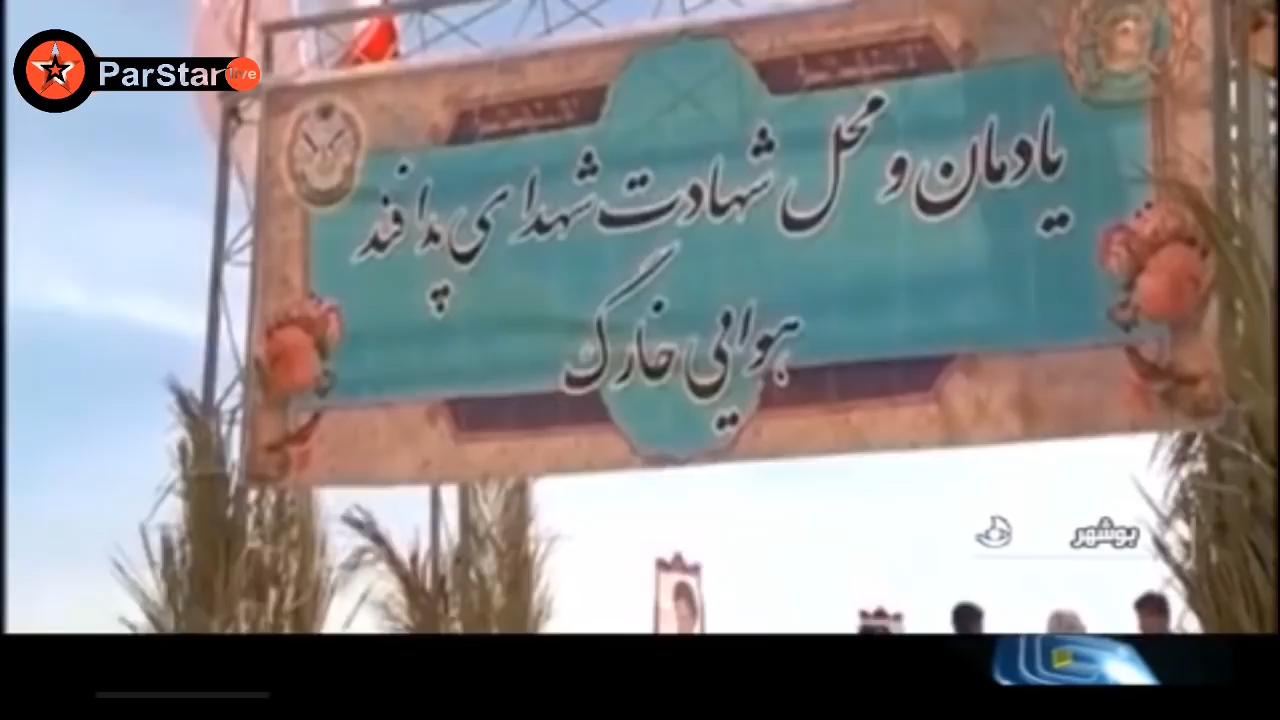 ParStar live
یادمان و محل شهادت شهدای پدافند
هوایی خارک
بوشهر